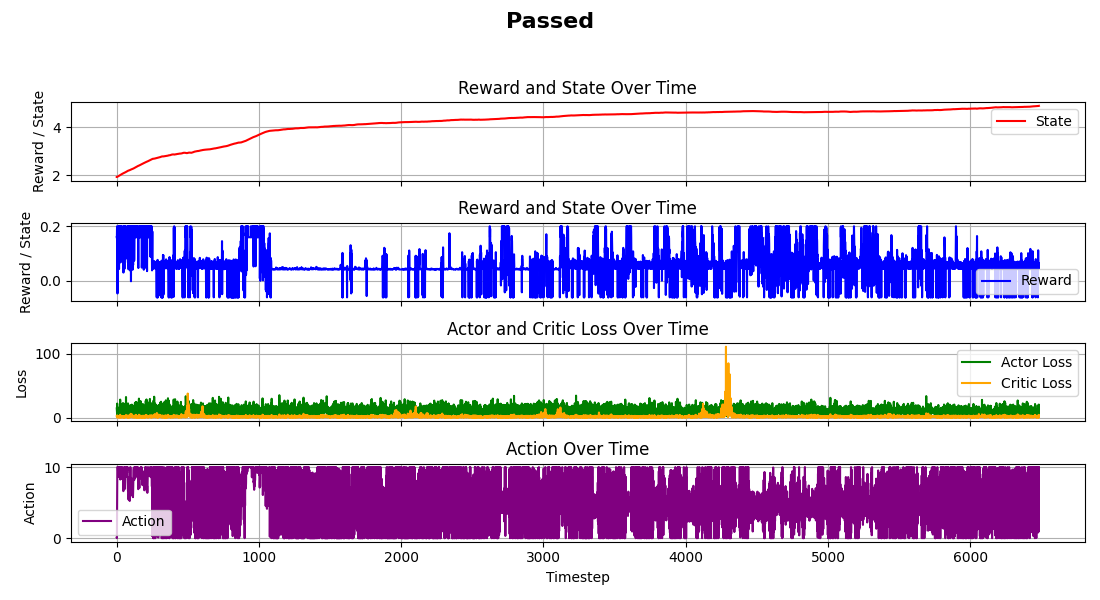 Passed
Reward and State Over Time
Reward / State
4
2
State
Reward and State Over Time
Reward / State
0.2
0.0
Reward
Actor and Critic Loss Over Time
Loss
100
0
Actor Loss
Critic Loss
Action Over Time
Action
10
0
Action
0 1000 2000 3000 4000 5000 6000
Timestep